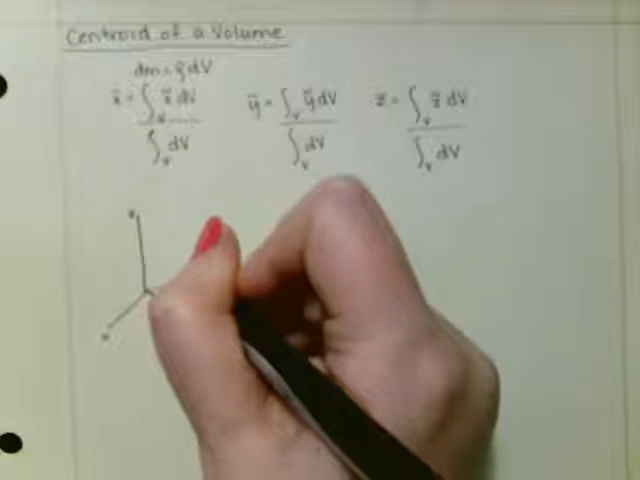 Centroid of a Volume
dm = ρdV
x̄ = ∫ᵥ x̃ dV / ∫ᵥ dV   ȳ = ∫ᵥ ỹ dV / ∫ᵥ dV   z̄ = ∫ᵥ z̃ dV / ∫ᵥ dV